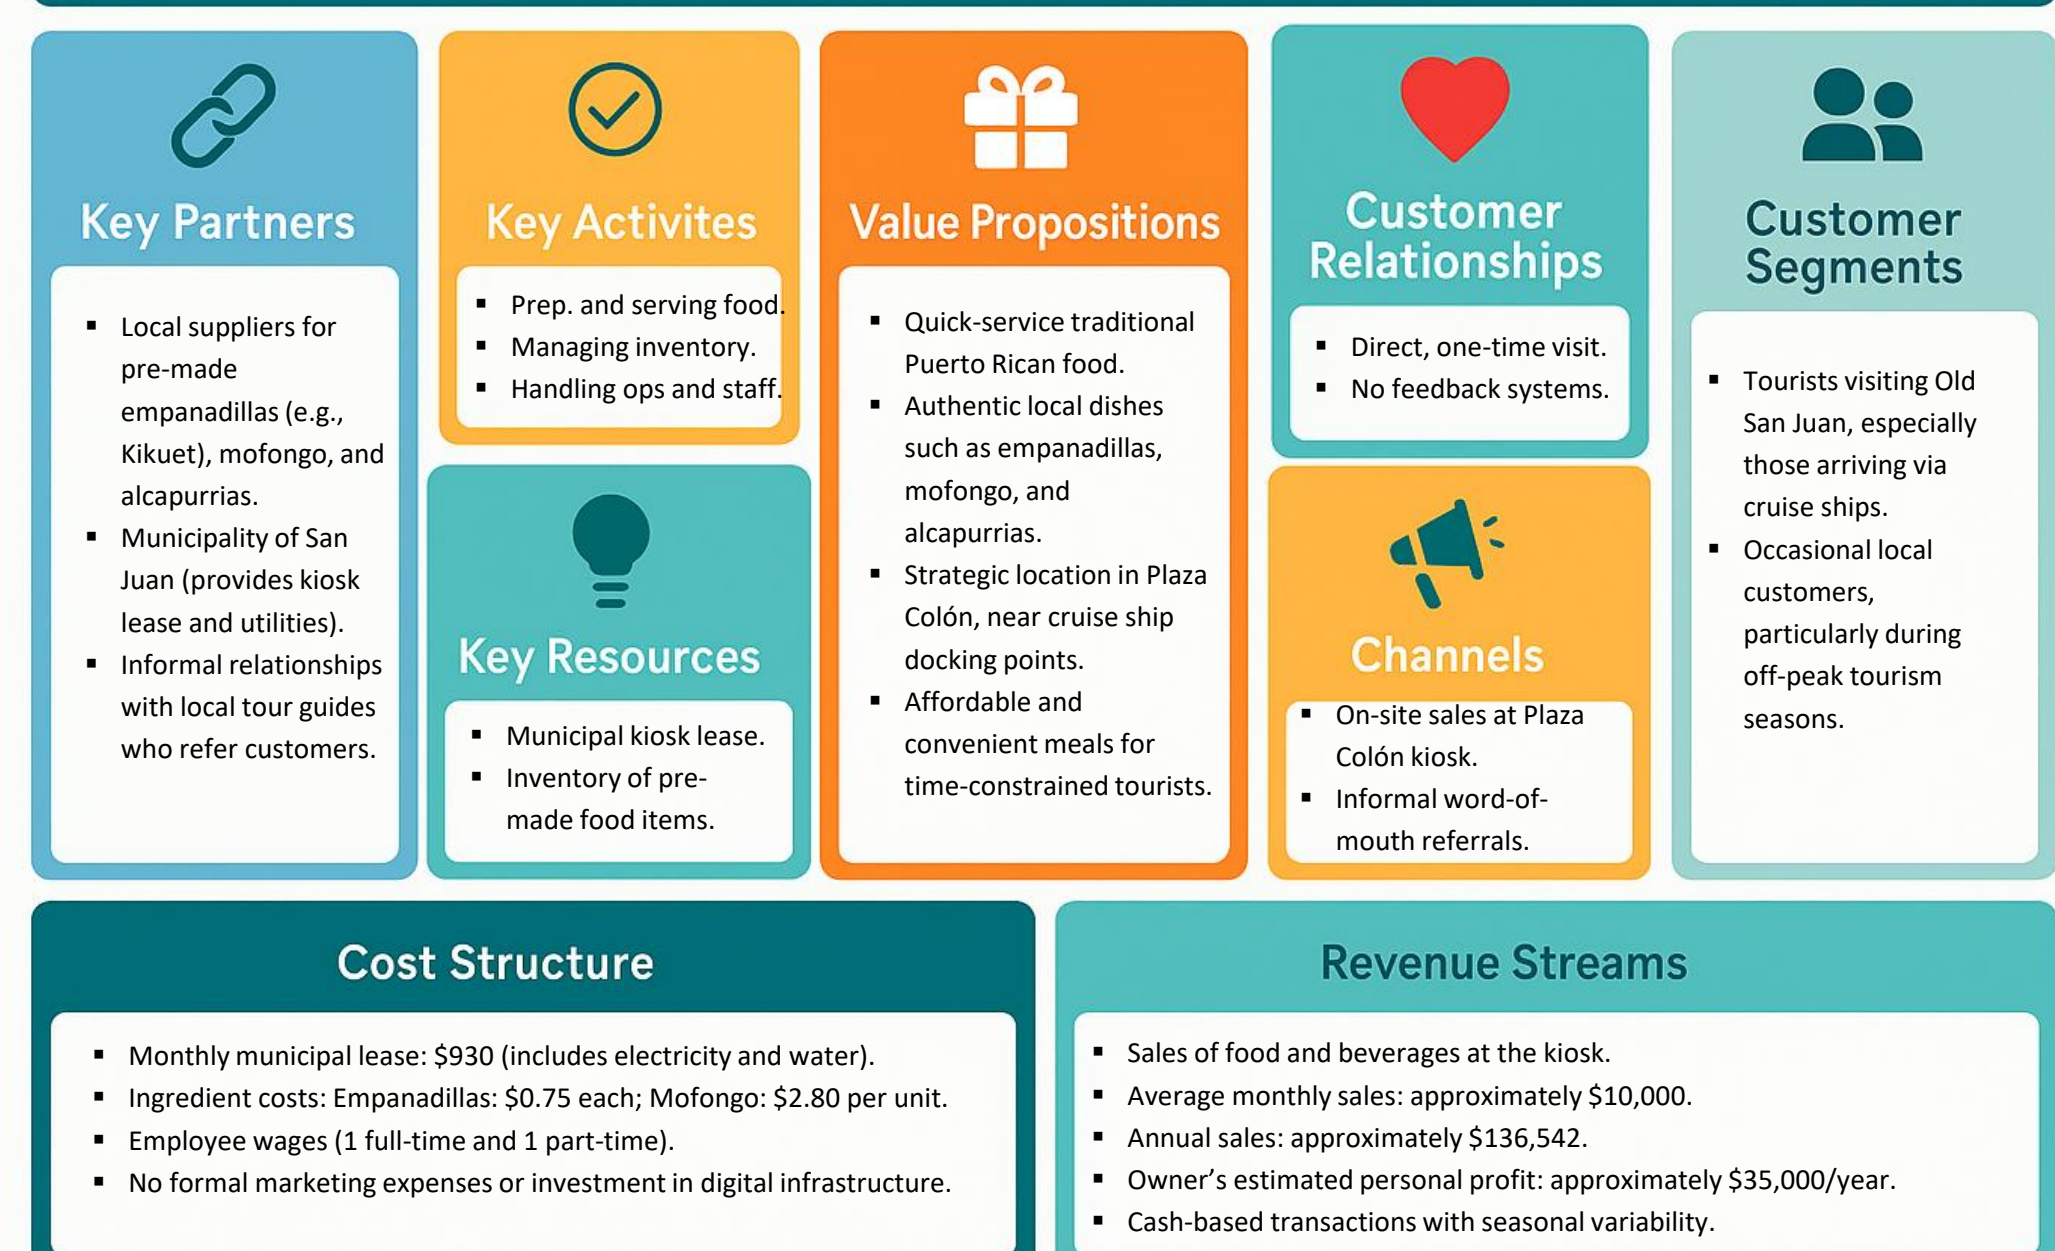 Key Partners
▪ Local suppliers for
pre-made
empanadillas (e.g.,
Kikuet), mofongo, and
alcapurrias.
▪ Municipality of San
Juan (provides kiosk
lease and utilities).
▪ Informal relationships
with local tour guides
who refer customers.
Key Activites
▪ Prep. and serving food.
▪ Managing inventory.
▪ Handling ops and staff.
Key Resources
▪ Municipal kiosk lease.
▪ Inventory of pre-
made food items.
Value Propositions
▪ Quick-service traditional
Puerto Rican food.
▪ Authentic local dishes
such as empanadillas,
mofongo, and
alcapurrias.
▪ Strategic location in Plaza
Colón, near cruise ship
docking points.
▪ Affordable and
convenient meals for
time-constrained tourists.
Customer
Relationships
▪ Direct, one-time visit.
▪ No feedback systems.
Channels
▪ On-site sales at Plaza
Colón kiosk.
▪ Informal word-of-
mouth referrals.
Customer
Segments
▪ Tourists visiting Old
San Juan, especially
those arriving via
cruise ships.
▪ Occasional local
customers,
particularly during
off-peak tourism
seasons.
Cost Structure
▪ Monthly municipal lease: $930 (includes electricity and water).
▪ Ingredient costs: Empanadillas: $0.75 each; Mofongo: $2.80 per unit.
▪ Employee wages (1 full-time and 1 part-time).
▪ No formal marketing expenses or investment in digital infrastructure.
Revenue Streams
▪ Sales of food and beverages at the kiosk.
▪ Average monthly sales: approximately $10,000.
▪ Annual sales: approximately $136,542.
▪ Owner’s estimated personal profit: approximately $35,000/year.
▪ Cash-based transactions with seasonal variability.